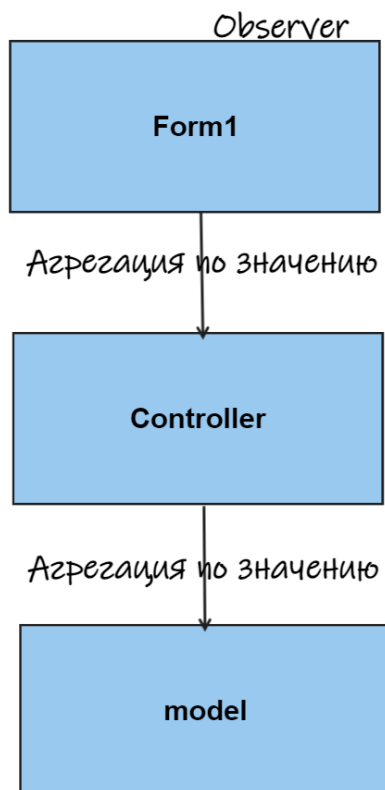 Observer
Form1
Агрегация по значению
Controller
Агрегация по значению
model